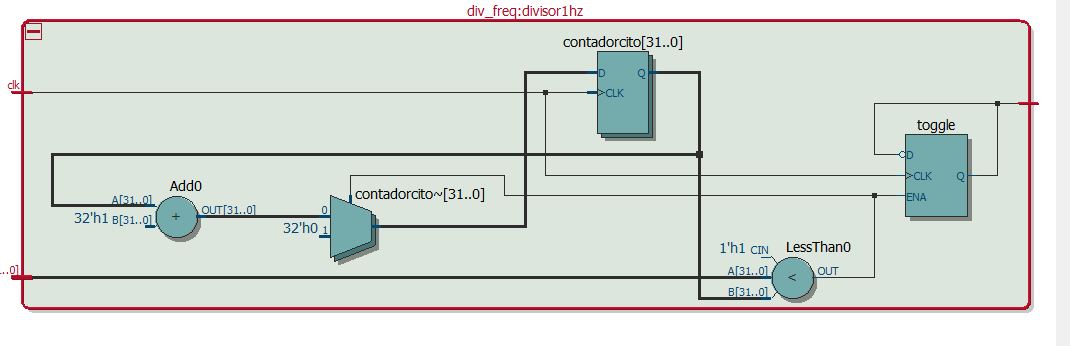 div_freq:divisor1hz
contadorcito[31..0]
D
Q
clk
CLK
toggle
D
Add0
contadorcito~[31..0]
CLK
Q
A[31..0]
OUT[31..0]
0
ENA
32'h1
B[31..0]
+
32'h0
1
1'h1
CIN
LessThan0
..0]
A[31..0]
<
OUT
B[31..0]